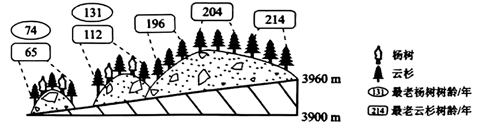 74
65
131
112
196
204
214
3960 m
3900 m
杨树
云杉
131 最老杨树树龄/年
214 最老云杉树龄/年